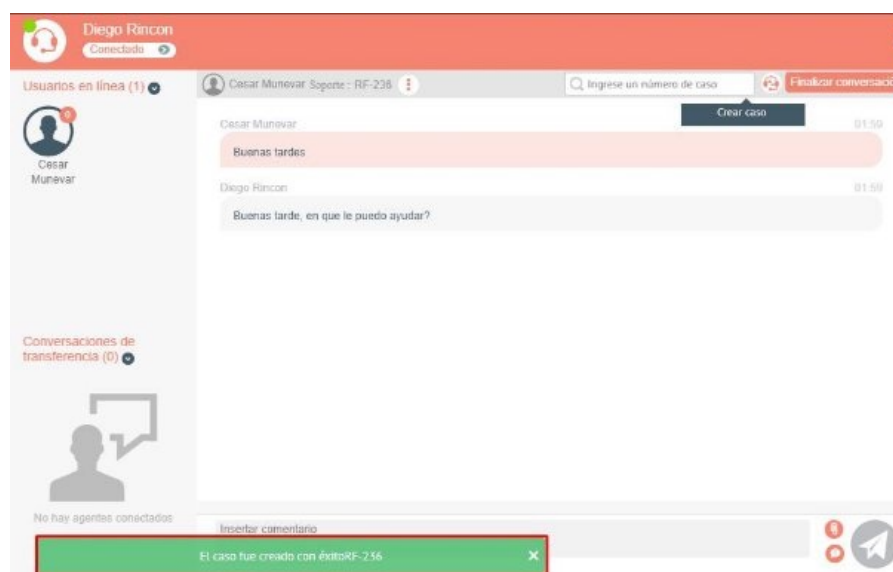 Diego Rincon
Conectado
Usuarios en línea (1)
Cesar Munevar Soporte : RF-236
Ingrese un número de caso
Finalizar conversació
Crear caso
0
Cesar
Munevar
Cesar Munevar
01:59
Buenas tardes
Diego Rincon
01:59
Buenas tarde, en que le puedo ayudar?
Conversaciones de
transferencia (0)
No hay agentes conectados
Insertar comentario
El caso fue creado con éxitoRF-236